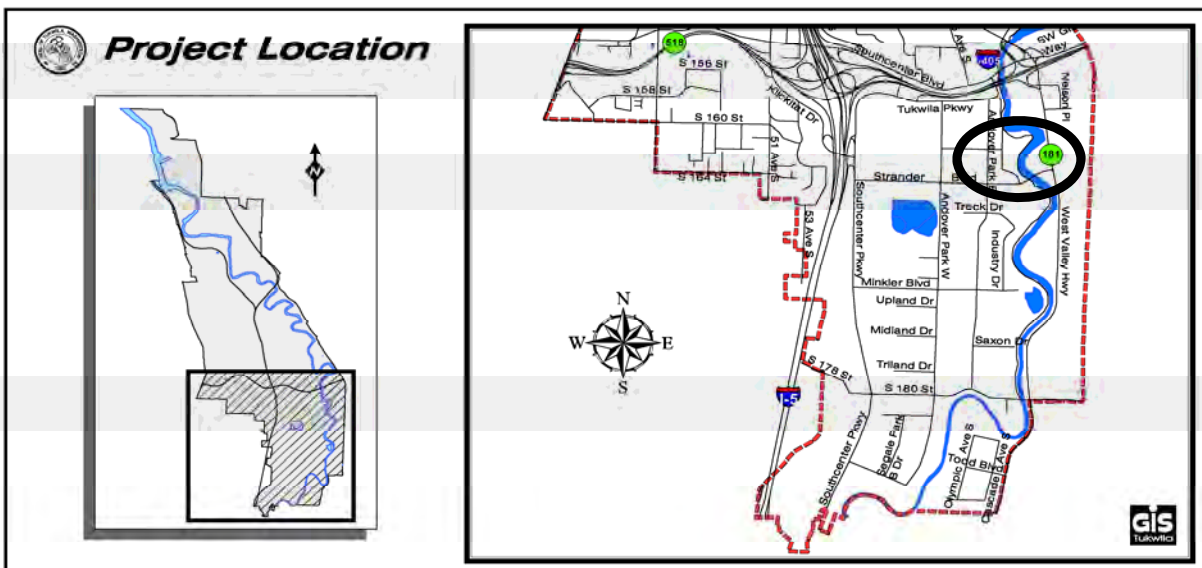 Project Location
518
S 156 St
S 158 St
S 160 St
S 164 St
51 Ave S
53 Ave S
Klickitat Dr
Southcenter Blvd
Ave S
I-405
SW G
Way
Nelson Pl
Tukwila Pkwy
Andover Park E
181
Strander
Treck Dr
Southcenter Pkwy
Andover Park W
Industry Dr
West Valley Hwy
Minkler Blvd
Upland Dr
Midland Dr
Saxon Dr
Triland Dr
S 178 St
S 180 St
I-5
Southcenter Pkwy
Segale Park
B Dr
Olympic Ave S
Todd Blvd
Cascade Ave S
N
W
E
S
GIS
Tukwila